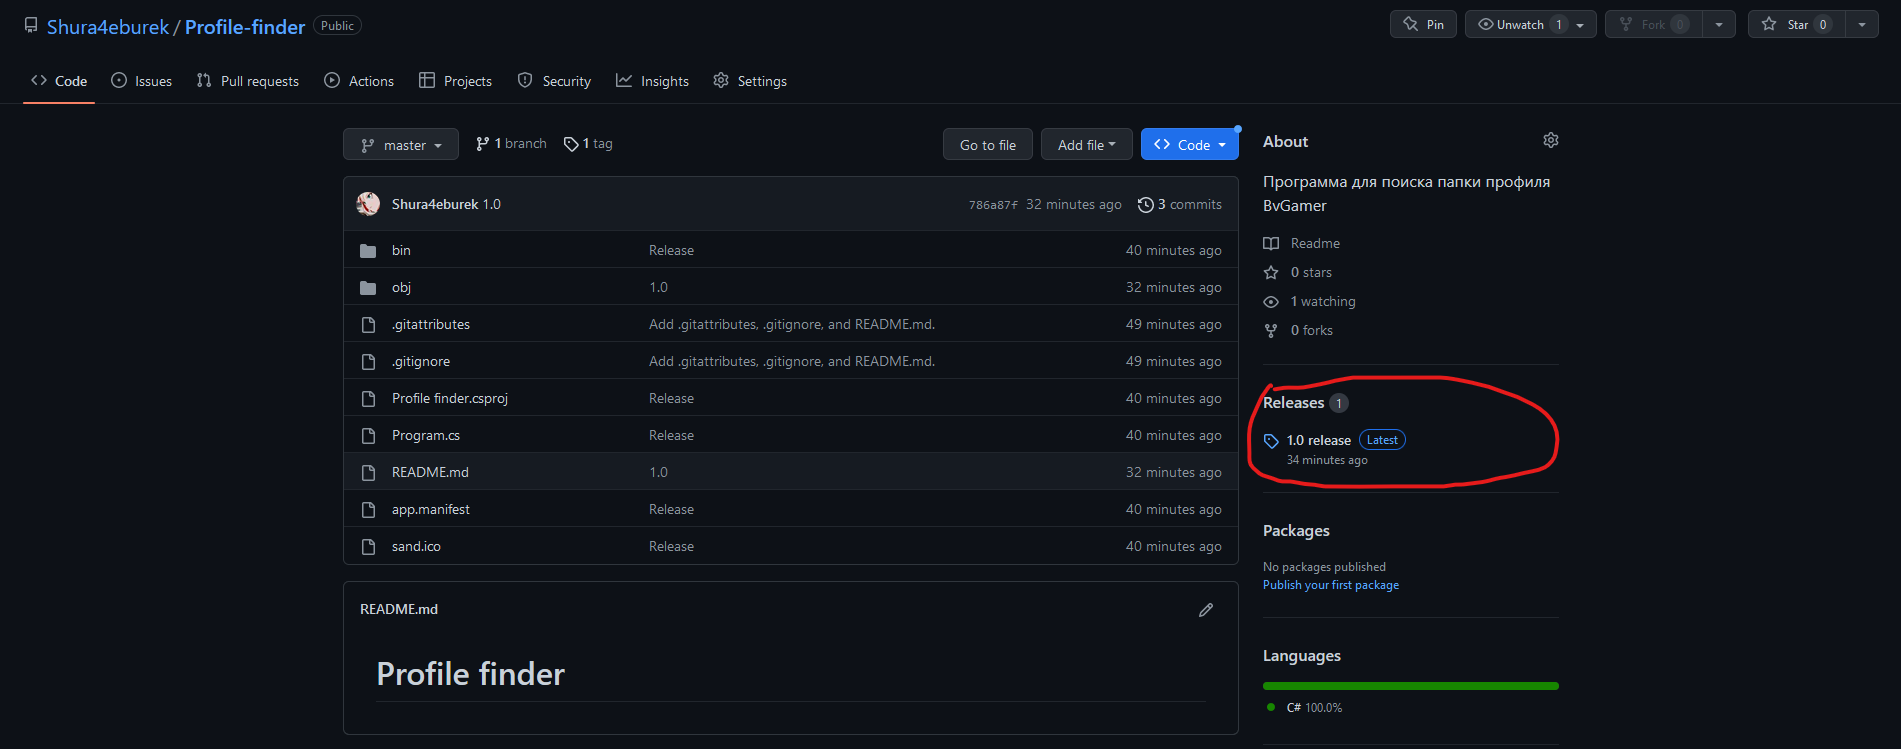 Shura4eburek / Profile-finder Public
Pin
Unwatch 1
Fork 0
Star 0
Code
Issues
Pull requests
Actions
Projects
Security
Insights
Settings
master
1 branch
1 tag
Go to file
Add file
Code
Shura4eburek 1.0
786a87f 32 minutes ago
3 commits
bin Release 40 minutes ago
obj 1.0 32 minutes ago
.gitattributes Add .gitattributes, .gitignore, and README.md. 49 minutes ago
.gitignore Add .gitattributes, .gitignore, and README.md. 49 minutes ago
Profile finder.csproj Release 40 minutes ago
Program.cs Release 40 minutes ago
README.md 1.0 32 minutes ago
app.manifest Release 40 minutes ago
sand.ico Release 40 minutes ago
README.md
Profile finder
About
Программа для поиска папки профиля
BvGamer
Readme
0 stars
1 watching
0 forks
Releases 1
1.0 release Latest
34 minutes ago
Packages
No packages published
Publish your first package
Languages
C# 100.0%